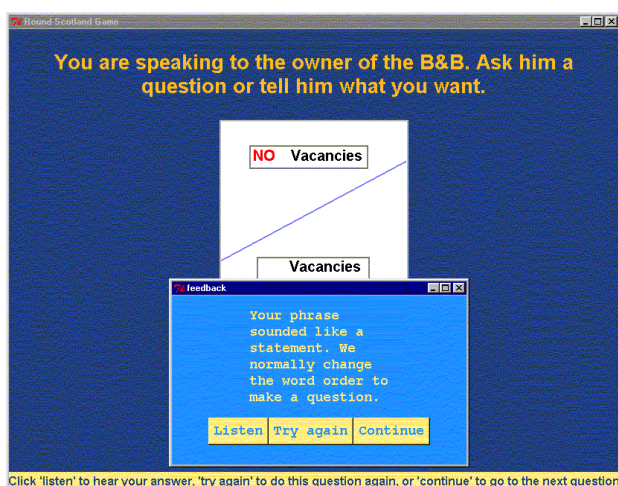 Round Scotland Game
You are speaking to the owner of the B&B. Ask him a
question or tell him what you want.
NO Vacancies
Vacancies
feedback
Your phrase
sounded like a
statement. We
normally change
the word order to
make a question.
Listen Try again Continue
Click 'listen' to hear your answer, 'try again' to do this question again, or 'continue' to go to the next question